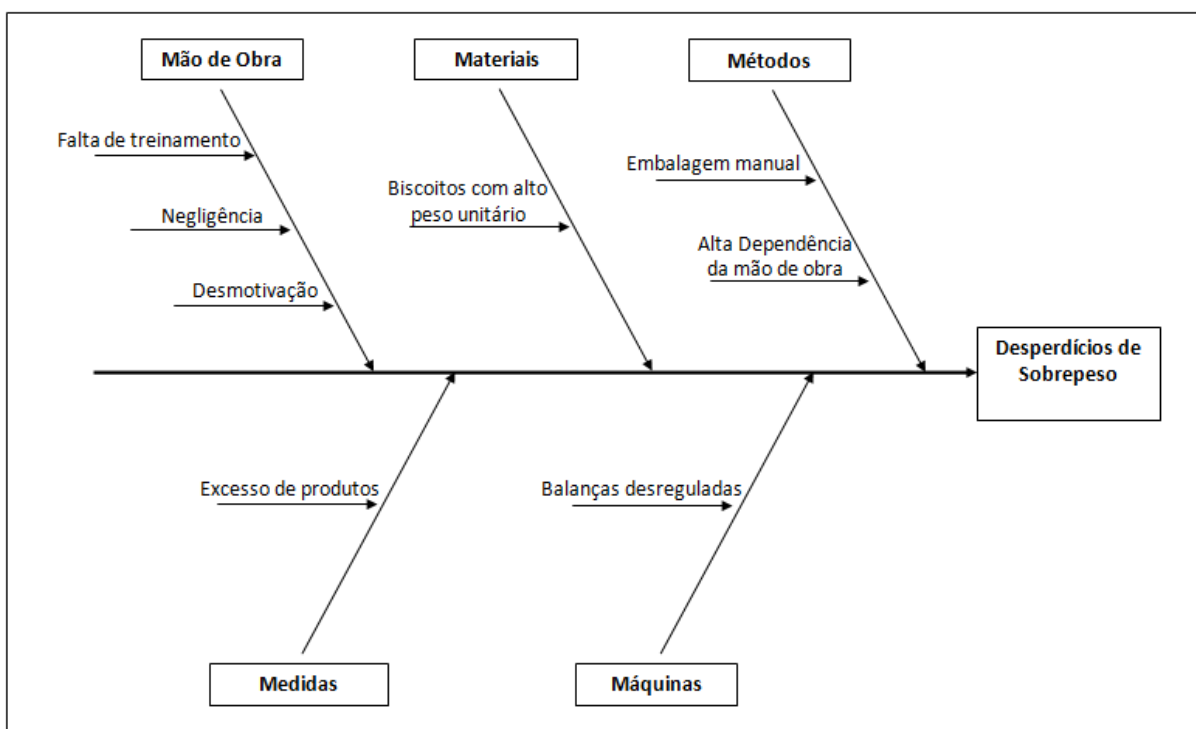 Mão de Obra
Materiais
Métodos
Falta de treinamento
Negligência
Desmotivação
Biscoitos com alto
peso unitário
Embalagem manual
Alta Dependência
da mão de obra
Desperdícios de
Sobrepeso
Excesso de produtos
Balanças desreguladas
Medidas
Máquinas